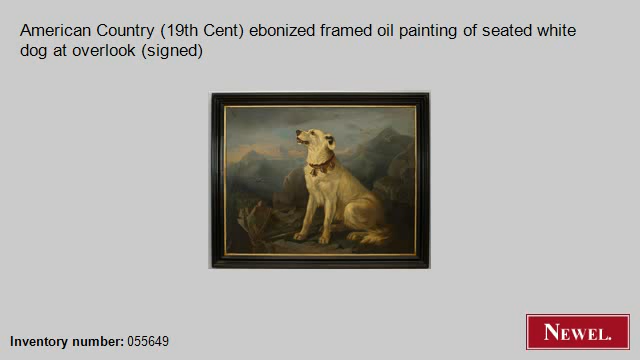 American Country (19th Cent) ebonized framed oil painting of seated white
dog at overlook (signed)
Inventory number: 055649
NEWEL.